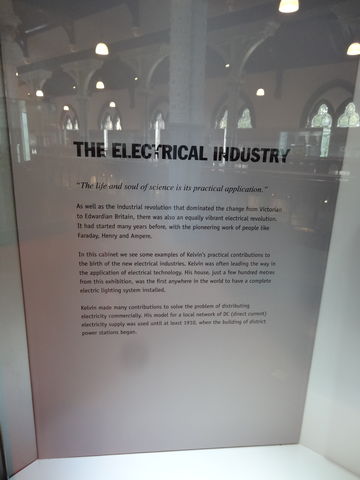 THE ELECTRICAL INDUSTRY
"The life and soul of science is its practical application."
As well as the industrial revolution that dominated the change from Victorian
to Edwardian Britain, there was also an equally vibrant electrical revolution.
It had started many years before, with the pioneering work of people like
Faraday, Henry and Ampere.
In this cabinet we see some examples of Kelvin's practical contributions to
the birth of the new electrical industries. Kelvin was often leading the way in
the application of electrical technology. His house, just a few hundred metres
from this exhibition, was the first anywhere in the world to have a complete
electric lighting system installed.
Kelvin made many contributions to solve the problem of distributing
electricity commercially. His model for a local network of DC (direct current)
electricity supply was used until at least 1910, when the building of district
power stations began.